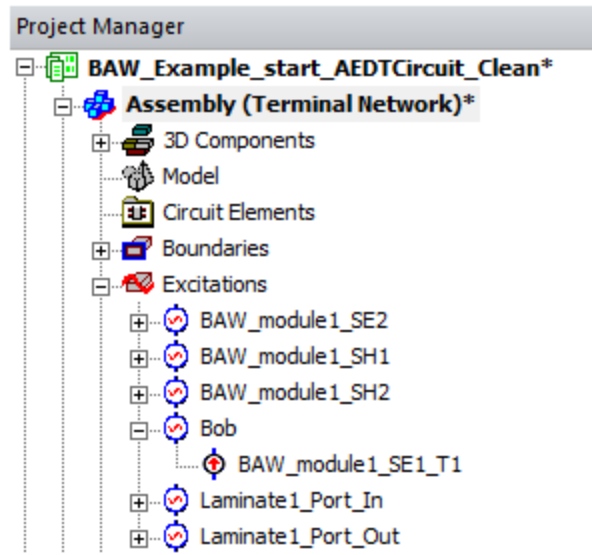 Project Manager
BAW_Example_start_AEDTCircuit_Clean*
Assembly (Terminal Network)*
3D Components
Model
Circuit Elements
Boundaries
Excitations
BAW_module1_SE2
BAW_module1_SH1
BAW_module1_SH2
Bob
BAW_module1_SE1_T1
Laminate1_Port_In
Laminate1_Port_Out